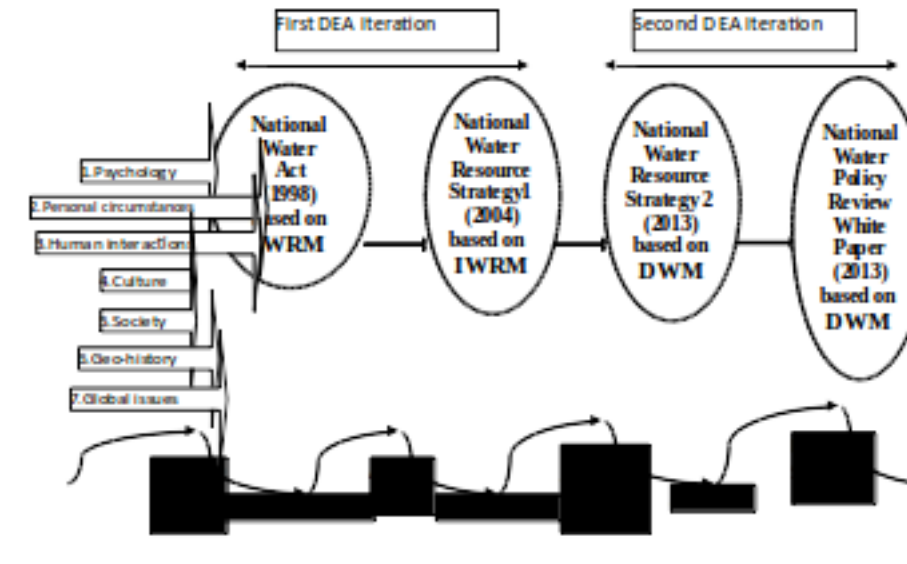 First DEA Iteration
Second DEA Iteration
National
Water
Act
(1998)
based on
IWRM
National
Water
Resource
Strategy1
(2004)
based on
IWRM
National
Water
Resource
Strategy 2
(2013)
based on
DWM
National
Water
Policy
Review
White
Paper
(2013)
based on
DWM
1.Psychology
2.Personal circumstances
3.Human interactions
4.Culture
5.Society
6.Geo-history
7.Global issues